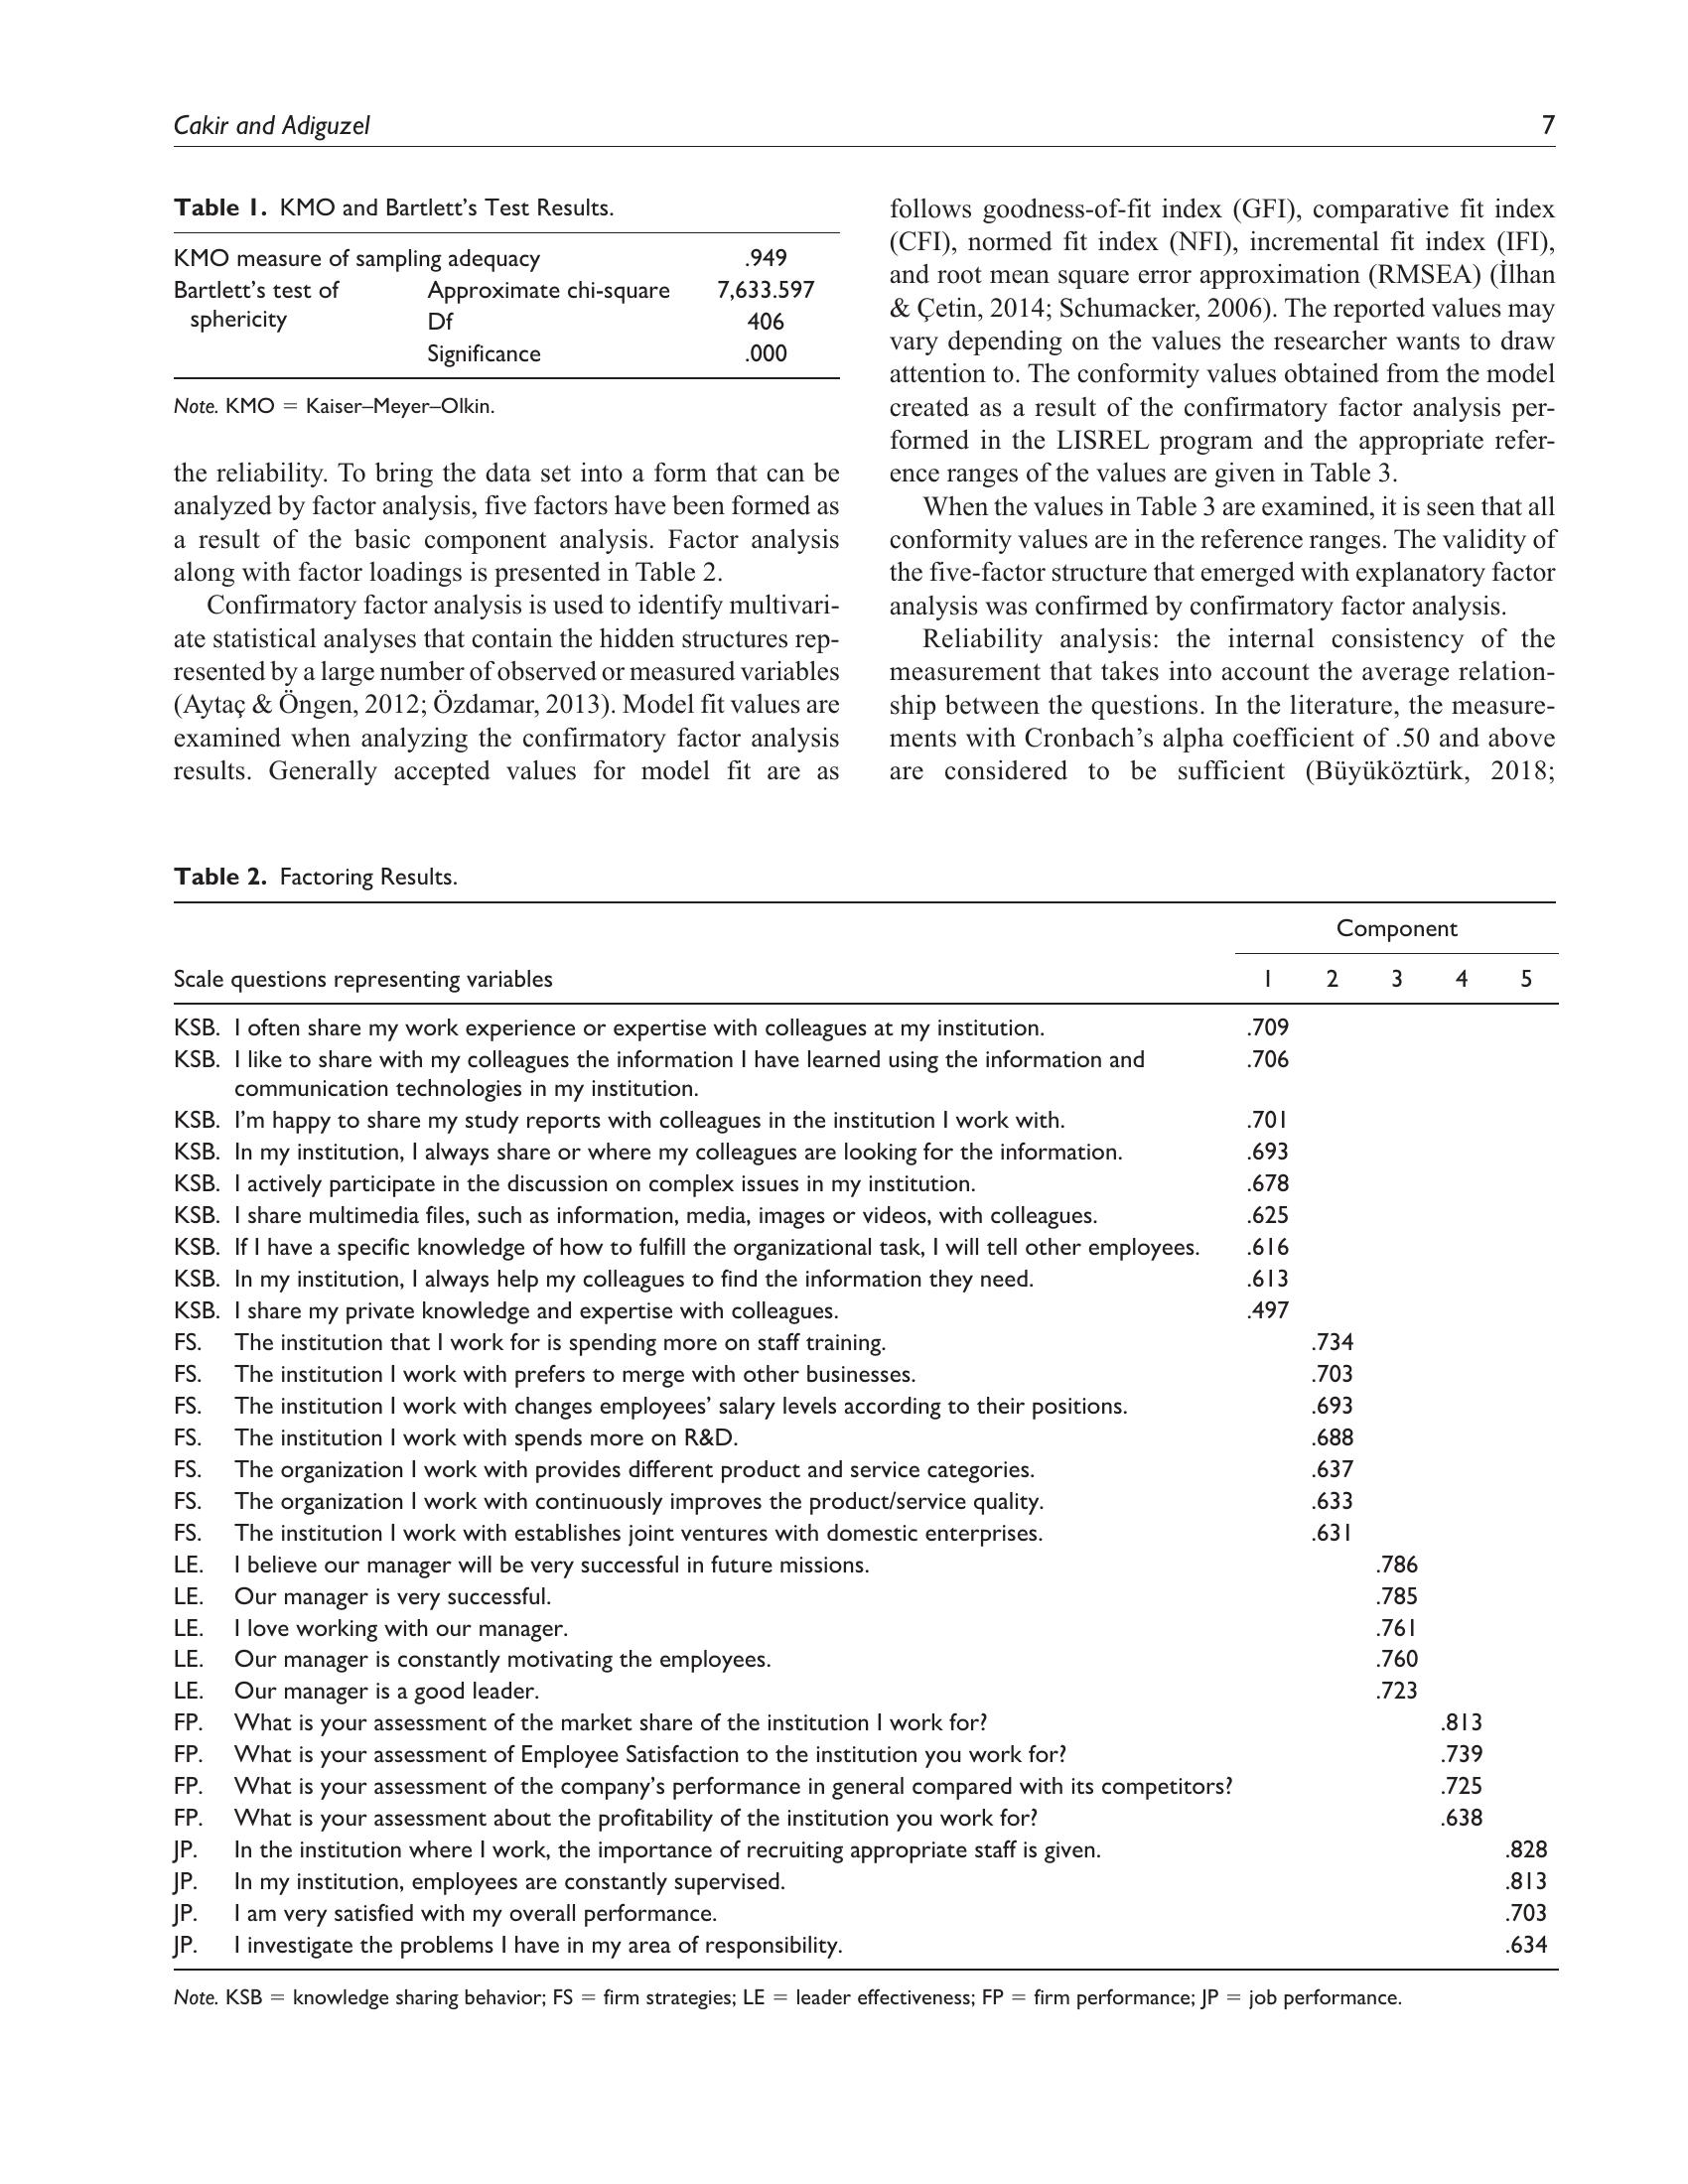 Cakir and Adiguzel 7
Table 1. KMO and Bartlett’s Test Results.
KMO measure of sampling adequacy .949
Bartlett’s test of sphericity Approximate chi-square 7,633.597
Df 406
Significance .000
Note. KMO = Kaiser–Meyer–Olkin.
the reliability. To bring the data set into a form that can be
analyzed by factor analysis, five factors have been formed as
a result of the basic component analysis. Factor analysis
along with factor loadings is presented in Table 2.
Confirmatory factor analysis is used to identify multivari-
ate statistical analyses that contain the hidden structures rep-
resented by a large number of observed or measured variables
(Aytaç & Öngen, 2012; Özdamar, 2013). Model fit values are
examined when analyzing the confirmatory factor analysis
results. Generally accepted values for model fit are as
follows goodness-of-fit index (GFI), comparative fit index
(CFI), normed fit index (NFI), incremental fit index (IFI),
and root mean square error approximation (RMSEA) (İlhan
& Çetin, 2014; Schumacker, 2006). The reported values may
vary depending on the values the researcher wants to draw
attention to. The conformity values obtained from the model
created as a result of the confirmatory factor analysis per-
formed in the LISREL program and the appropriate refer-
ence ranges of the values are given in Table 3.
When the values in Table 3 are examined, it is seen that all
conformity values are in the reference ranges. The validity of
the five-factor structure that emerged with explanatory factor
analysis was confirmed by confirmatory factor analysis.
Reliability analysis: the internal consistency of the
measurement that takes into account the average relation-
ship between the questions. In the literature, the measure-
ments with Cronbach’s alpha coefficient of .50 and above
are considered to be sufficient (Büyüköztürk, 2018;
Table 2. Factoring Results.
Component
Scale questions representing variables 1 2 3 4 5
KSB. I often share my work experience or expertise with colleagues at my institution. .709
KSB. I like to share with my colleagues the information I have learned using the information and .706
communication technologies in my institution.
KSB. I’m happy to share my study reports with colleagues in the institution I work with. .701
KSB. In my institution, I always share or where my colleagues are looking for the information. .693
KSB. I actively participate in the discussion on complex issues in my institution. .678
KSB. I share multimedia files, such as information, media, images or videos, with colleagues. .625
KSB. If I have a specific knowledge of how to fulfill the organizational task, I will tell other employees. .616
KSB. In my institution, I always help my colleagues to find the information they need. .613
KSB. I share my private knowledge and expertise with colleagues. .497
FS. The institution that I work for is spending more on staff training. .734
FS. The institution I work with prefers to merge with other businesses. .703
FS. The institution I work with changes employees’ salary levels according to their positions. .693
FS. The institution I work with spends more on R&D. .688
FS. The organization I work with provides different product and service categories. .637
FS. The organization I work with continuously improves the product/service quality. .633
FS. The institution I work with establishes joint ventures with domestic enterprises. .631
LE. I believe our manager will be very successful in future missions. .786
LE. Our manager is very successful. .785
LE. I love working with our manager. .761
LE. Our manager is constantly motivating the employees. .760
LE. Our manager is a good leader. .723
FP. What is your assessment of the market share of the institution I work for? .813
FP. What is your assessment of Employee Satisfaction to the institution you work for? .739
FP. What is your assessment of the company’s performance in general compared with its competitors? .725
FP. What is your assessment about the profitability of the institution you work for? .638
JP. In the institution where I work, the importance of recruiting appropriate staff is given. .828
JP. In my institution, employees are constantly supervised. .813
JP. I am very satisfied with my overall performance. .703
JP. I investigate the problems I have in my area of responsibility. .634
Note. KSB = knowledge sharing behavior; FS = firm strategies; LE = leader effectiveness; FP = firm performance; JP = job performance.